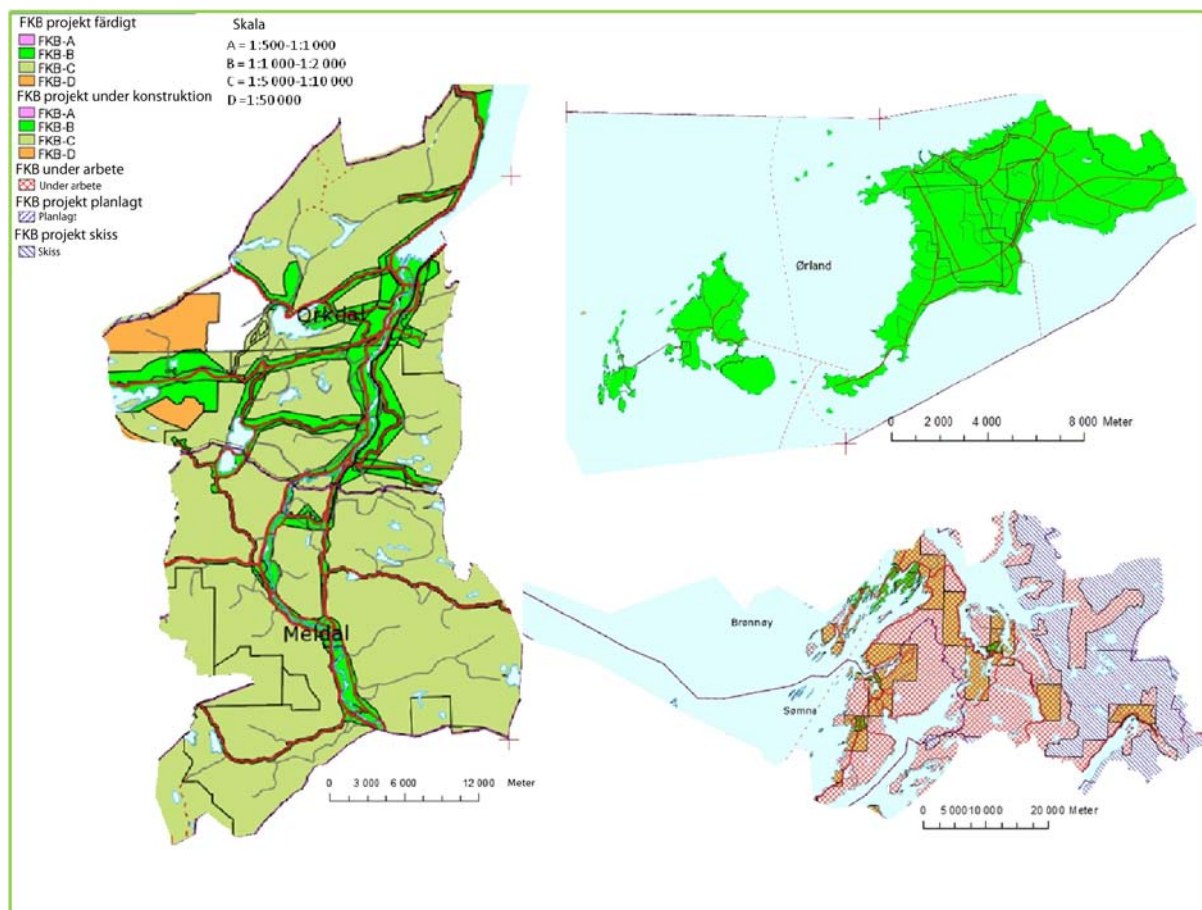 FKB projekt färdigt
FKB-A
FKB-B
FKB-C
FKB-D
FKB projekt under konstruktion
FKB-A
FKB-B
FKB-C
FKB-D
FKB under arbete
Under arbete
FKB projekt planlagt
Planlagt
FKB projekt skiss
Skiss
Skala
A = 1:500-1:1 000
B = 1:1 000-1:2 000
C = 1:5 000-1:10 000
D =1:50 000
Orkdal
Meldal
0 3 000 6 000 12 000 Meter
Ørland
0 2 000 4 000 8 000 Meter
Brønnøy
Sømna
0 5 00010 000 20 000 Meter